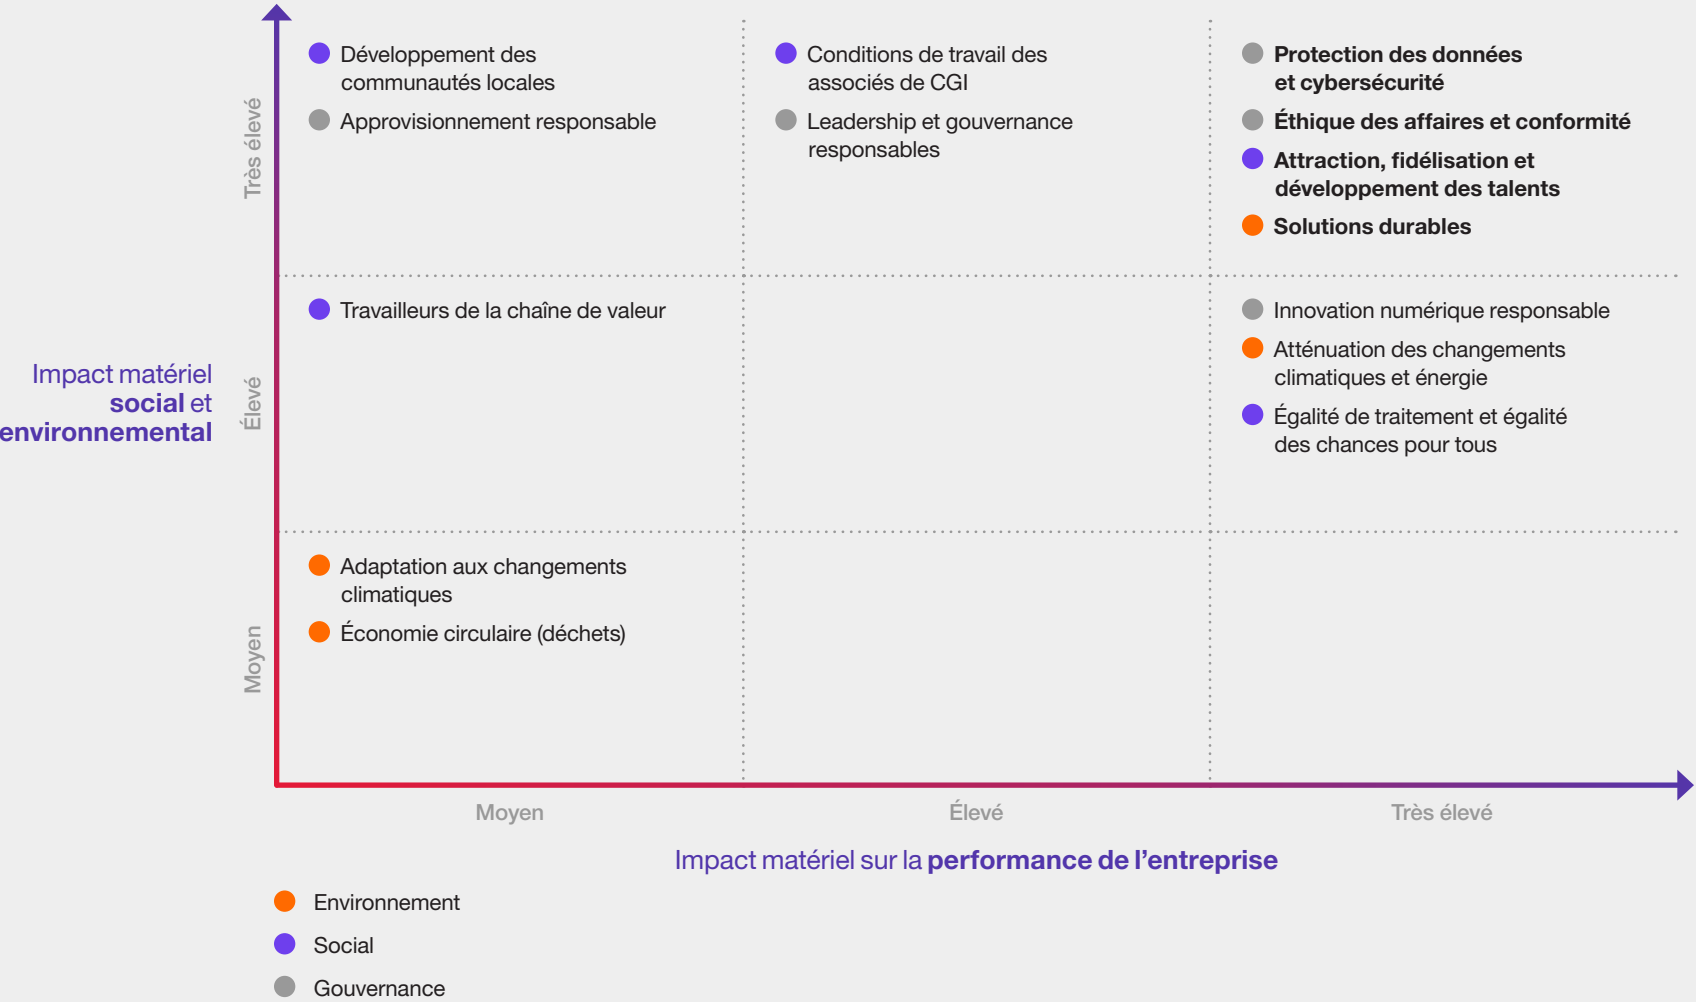 Développement des
communautés locales
Approvisionnement responsable
Conditions de travail des
associés de CGI
Leadership et gouvernance
responsables
Protection des données
et cybersécurité
Éthique des affaires et conformité
Attraction, fidélisation et
développement des talents
Solutions durables
Très élevé
Travailleurs de la chaîne de valeur
Innovation numérique responsable
Atténuation des changements
climatiques et énergie
Égalité de traitement et égalité
des chances pour tous
Impact matériel
social et
environnemental
Élevé
Adaptation aux changements
climatiques
Économie circulaire (déchets)
Moyen
Moyen
Élevé
Très élevé
Impact matériel sur la performance de l’entreprise
Environnement
Social
Gouvernance